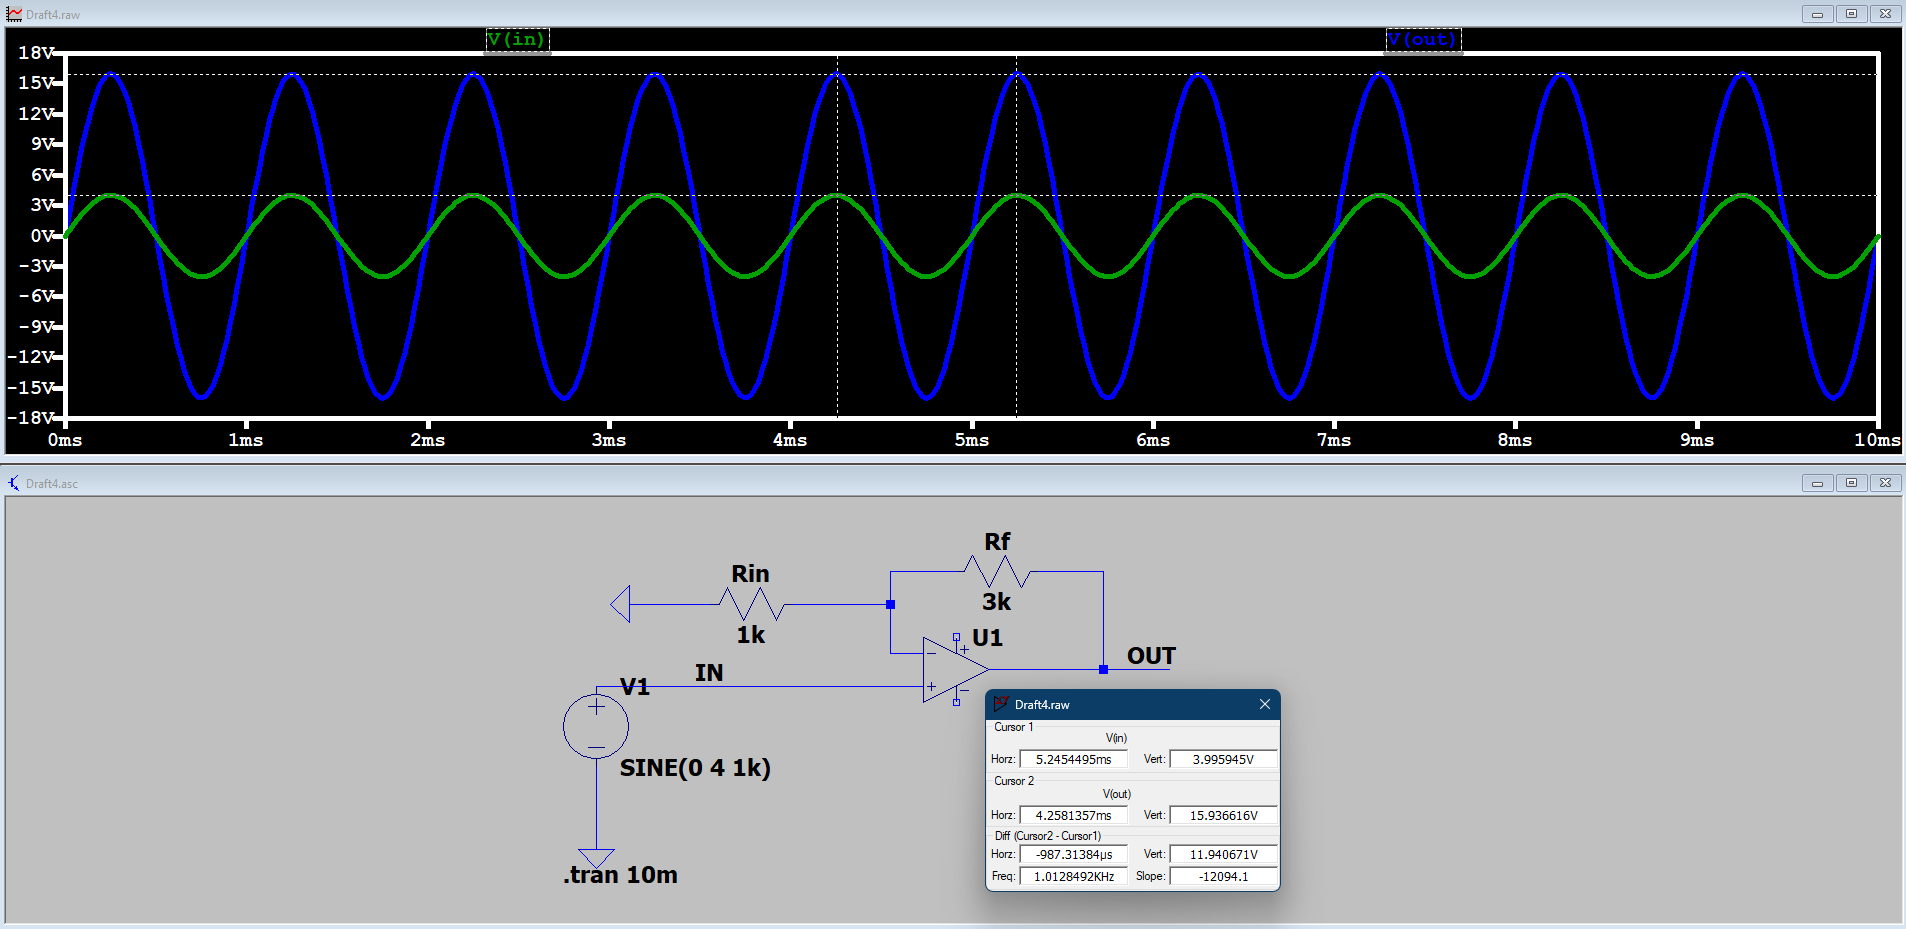 Draft4.raw
V(in)
V(out)
18V
15V
12V
9V
6V
3V
0V
-3V
-6V
-9V
-12V
-15V
-18V
0ms 1ms 2ms 3ms 4ms 5ms 6ms 7ms 8ms 9ms 10ms
Draft4.asc
Rf
3k
Rin
1k
U1
OUT
IN
V1
SINE(0 4 1k)
.tran 10m
Draft4.raw
Cursor 1
V(in)
Horz: 5.2454495ms Vert: 3.995945V
Cursor 2
V(out)
Horz: 4.2581357ms Vert: 15.936616V
Diff (Cursor2 - Cursor1)
Horz: -987.31384µs Vert: 11.940671V
Freq: 1.0128492KHz Slope: -12094.1